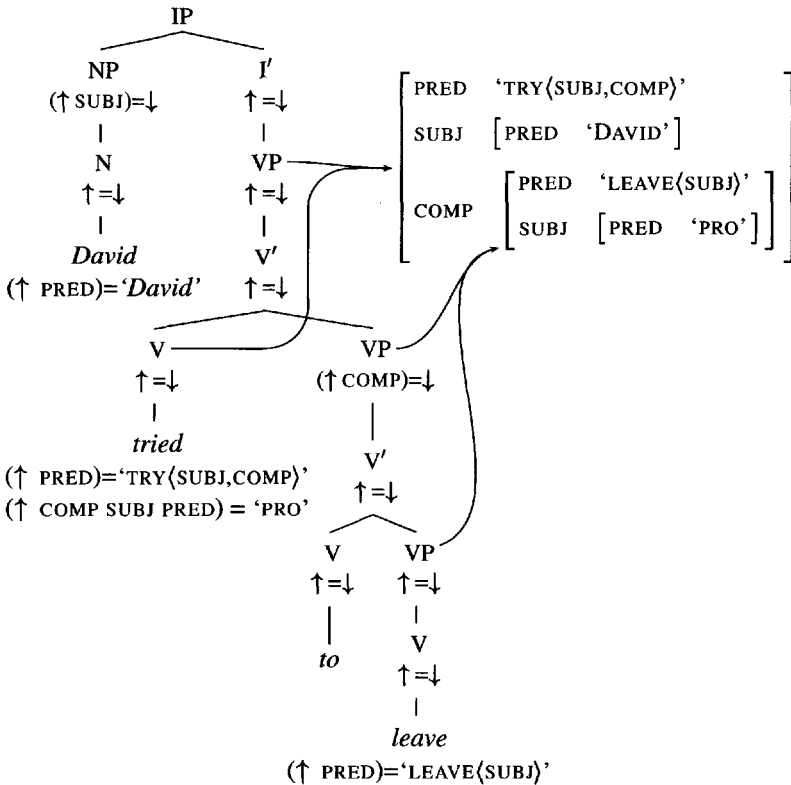 IP
NP I′
(↑ SUBJ)=↓ ↑=↓
N VP
↑=↓ ↑=↓
David V′
(↑ PRED)=‘David’ ↑=↓
V VP
↑=↓ (↑ COMP)=↓
tried V′
(↑ PRED)=‘TRY⟨SUBJ,COMP⟩’ ↑=↓
(↑ COMP SUBJ PRED) = ‘PRO’
V VP
↑=↓ ↑=↓
to V
↑=↓
leave
(↑ PRED)=‘LEAVE⟨SUBJ⟩’
PRED ‘TRY⟨SUBJ,COMP⟩’
SUBJ [PRED ‘DAVID’]
COMP [PRED ‘LEAVE⟨SUBJ⟩’
SUBJ [PRED ‘PRO’]]